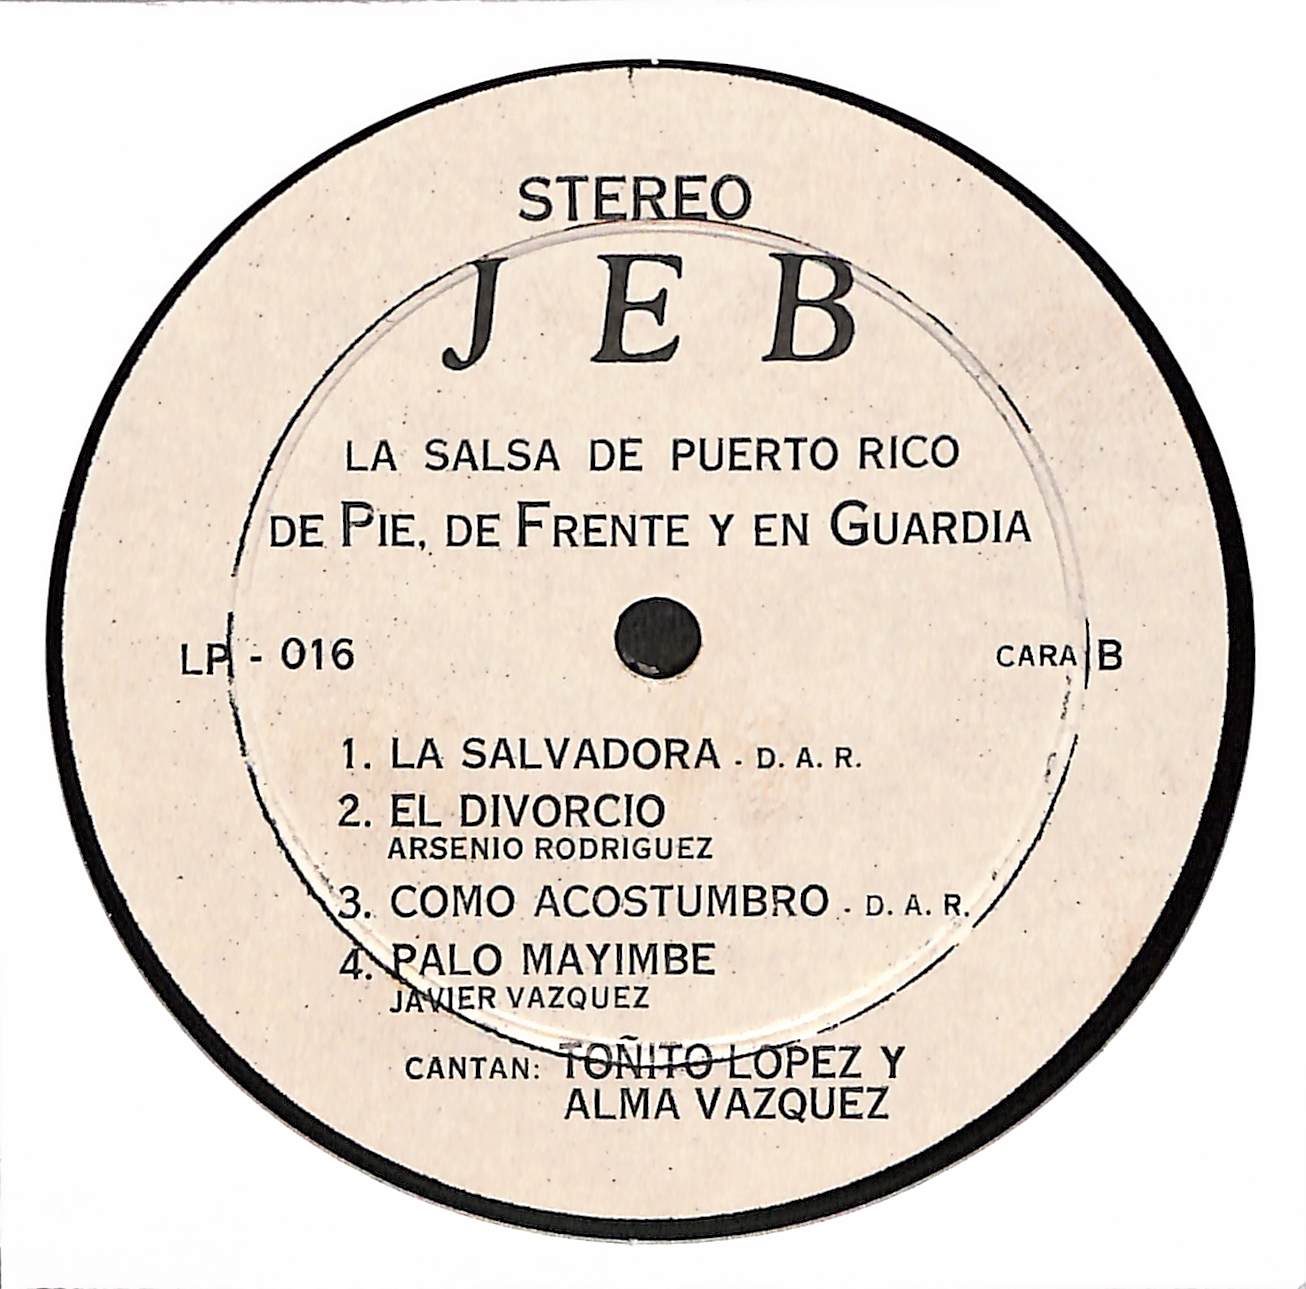 STEREO
J E B
LA SALSA DE PUERTO RICO
DE PIE, DE FRENTE Y EN GUARDIA
LP - 016
CARA B
1. LA SALVADORA . D. A. R.
2. EL DIVORCIO
ARSENIO RODRIGUEZ
3. COMO ACOSTUMBRO . D. A. R.
4. PALO MAYIMBE
JAVIER VAZQUEZ
CANTAN: TOÑITO LOPEZ Y
ALMA VAZQUEZ